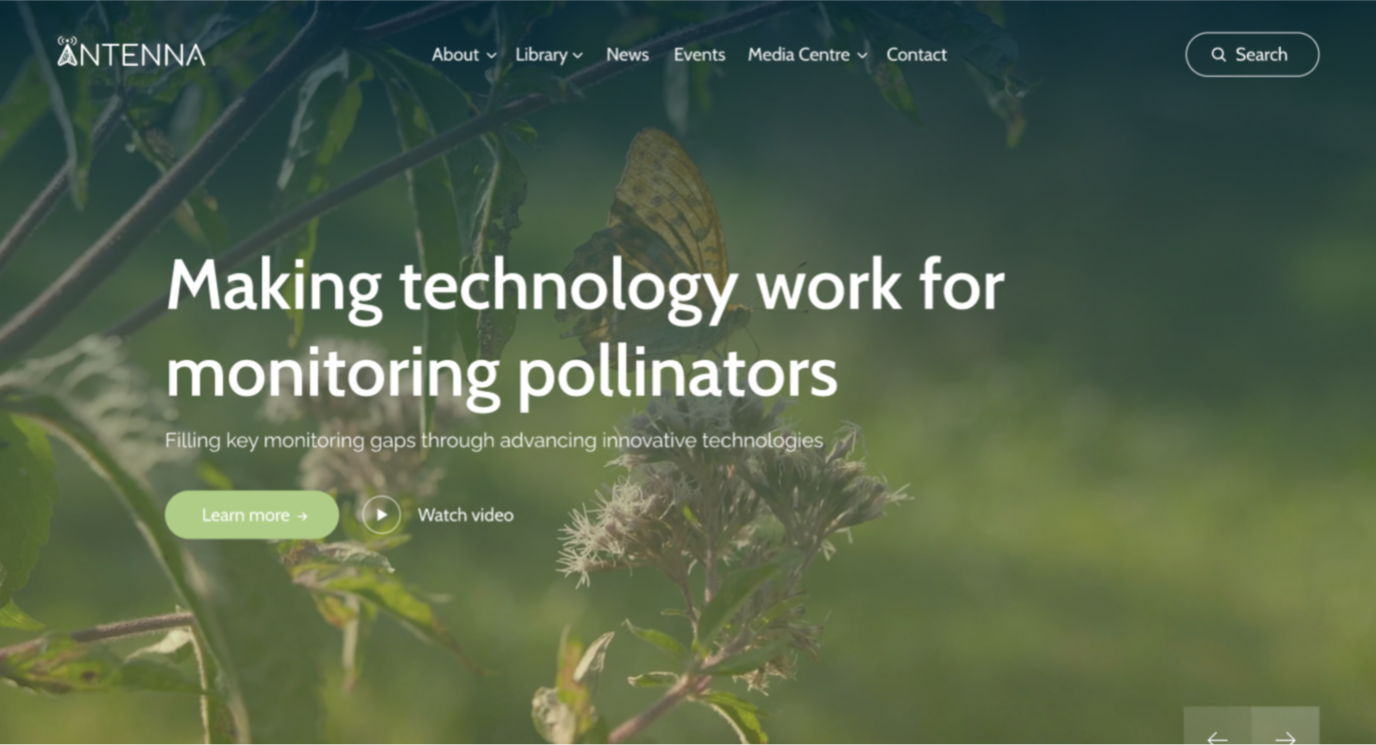 ANTENNA
About
Library
News
Events
Media Centre
Contact
Search
Making technology work for
monitoring pollinators
Filling key monitoring gaps through advancing innovative technologies
Learn more →
Watch video